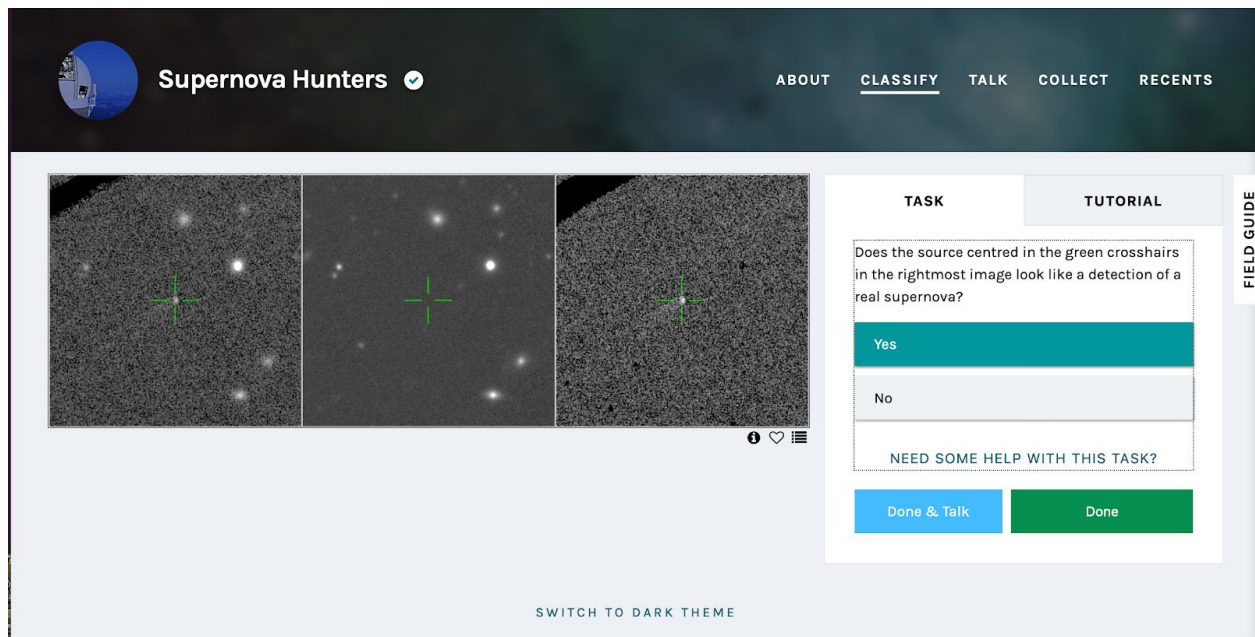 Supernova Hunters
ABOUT CLASSIFY TALK COLLECT RECENTS
TASK TUTORIAL
Does the source centred in the green crosshairs
in the rightmost image look like a detection of a
real supernova?
Yes
No
NEED SOME HELP WITH THIS TASK?
Done & Talk Done
FIELD GUIDE
SWITCH TO DARK THEME